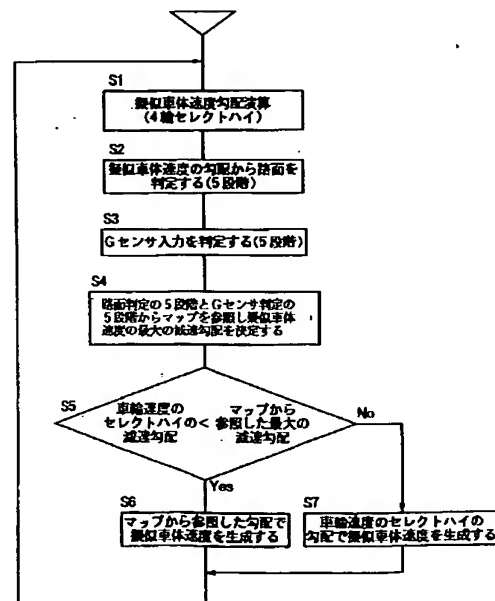 S1
擬似車体速度勾配演算
(4輪セレクトハイ)
S2
擬似車体速度の勾配から路面を
判定する(5段階)
S3
Gセンサ入力を判定する(5段階)
S4
路面判定の5段階とGセンサ判定の
5段階からマップを参照し擬似車体
速度の最大の減速勾配を決定する
S5
車輪速度の
セレクトハイの
減速勾配
<
マップから
参照した最大の
減速勾配
No
Yes
S6
マップから参照した勾配で
擬似車体速度を生成する
S7
車輪速度のセレクトハイの
勾配で擬似車体速度を生成する